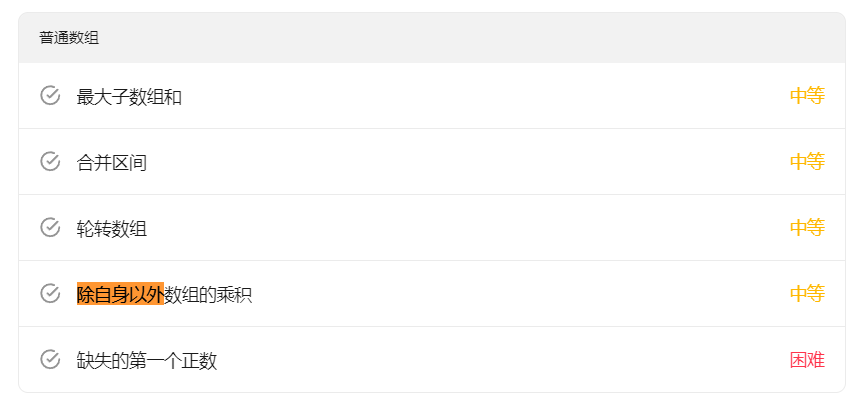 普通数组
最大子数组和 中等
合并区间 中等
轮转数组 中等
除自身以外数组的乘积 中等
缺失的第一个正数 困难